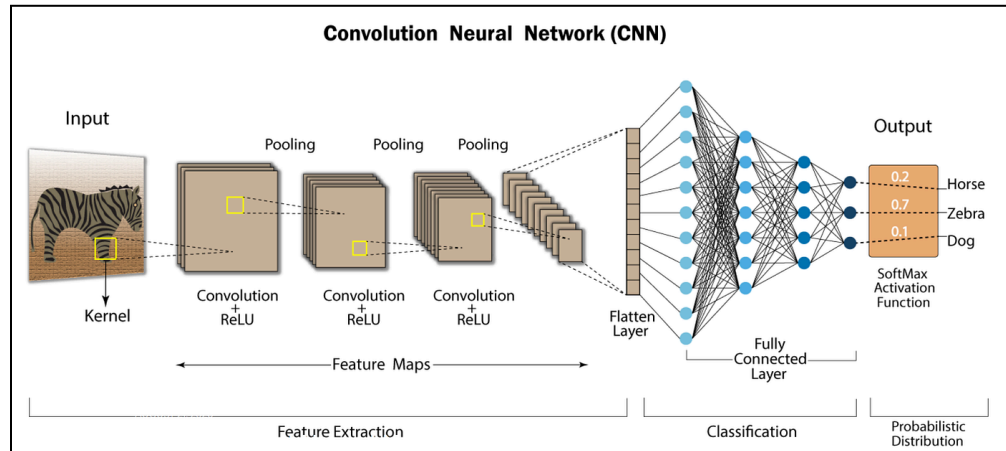 Convolution Neural Network (CNN)
Input
Output
Pooling
Pooling
Pooling
0.2
Horse
0.7
Zebra
0.1
Dog
SoftMax
Activation
Function
Kernel
Convolution
+
ReLU
Convolution
+
ReLU
Convolution
+
ReLU
Flatten
Layer
Fully
Connected
Layer
Feature Maps
Feature Extraction
Classification
Probabilistic
Distribution